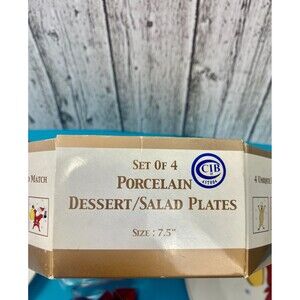 SET OF 4
PORCELAIN
DESSERT/SALAD PLATES
SIZE : 7.5"
CIB
MATCH
4